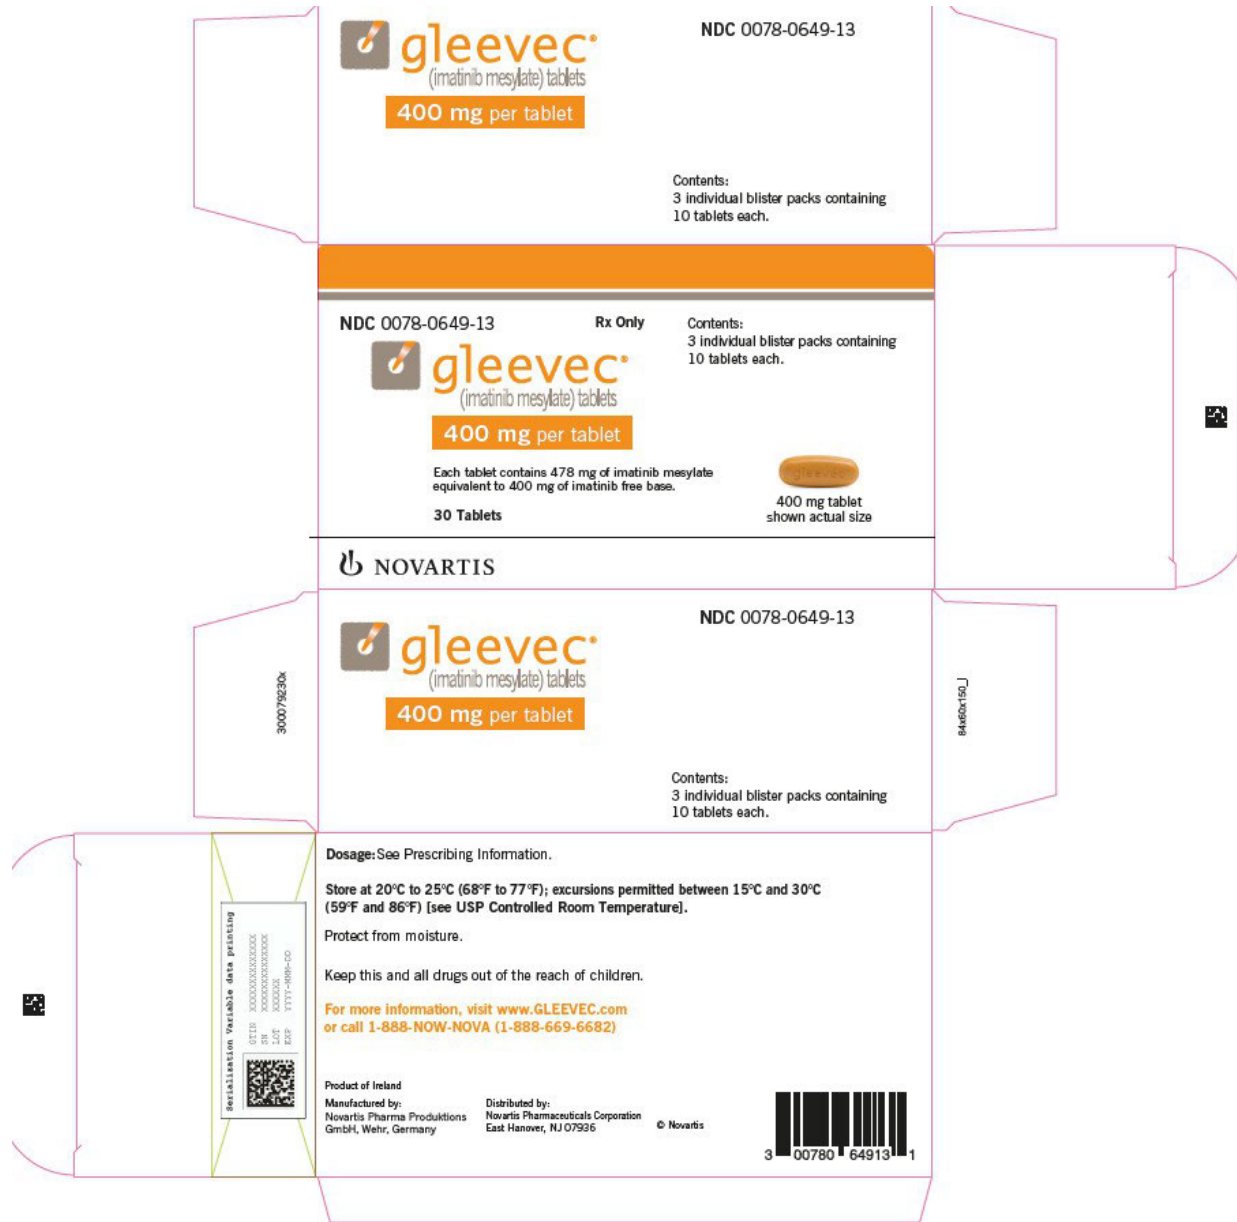 gleevec®
(imatinib mesylate) tablets
400 mg per tablet
NDC 0078-0649-13
Contents:
3 individual blister packs containing
10 tablets each.
NDC 0078-0649-13
Rx Only
gleevec®
(imatinib mesylate) tablets
400 mg per tablet
Each tablet contains 478 mg of imatinib mesylate
equivalent to 400 mg of imatinib free base.
30 Tablets
Contents:
3 individual blister packs containing
10 tablets each.
gleevec
400 mg tablet
shown actual size
NOVARTIS
300079230x
gleevec®
(imatinib mesylate) tablets
400 mg per tablet
NDC 0078-0649-13
Contents:
3 individual blister packs containing
10 tablets each.
84x60x150_J
Serialization Variable data printing
GTIN XXXXXXXXXXXXXX
SN XXXXXXXXXXXXXX
LOT XXXXXX
EXP YYYY-MMM-DD
Dosage: See Prescribing Information.
Store at 20°C to 25°C (68°F to 77°F); excursions permitted between 15°C and 30°C
(59°F and 86°F) [see USP Controlled Room Temperature].
Protect from moisture.
Keep this and all drugs out of the reach of children.
For more information, visit www.GLEEVEC.com
or call 1-888-NOW-NOVA (1-888-669-6682)
Product of Ireland
Manufactured by:
Novartis Pharma Produktions
GmbH, Wehr, Germany
Distributed by:
Novartis Pharmaceuticals Corporation
East Hanover, NJ 07936
© Novartis
3 00780 64913 1